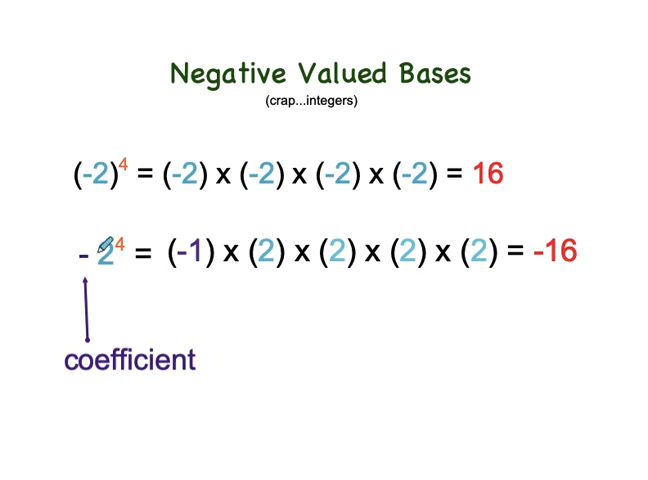 Negative Valued Bases
(crap...integers)
(-2)⁴ = (-2) x (-2) x (-2) x (-2) = 16
- 2⁴ = (-1) x (2) x (2) x (2) x (2) = -16
coefficient